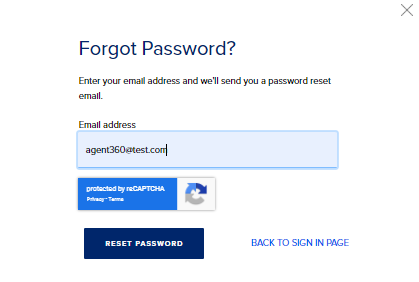 Forgot Password?
Enter your email address and we'll send you a password reset
email.
Email address
agent360@test.com
protected by reCAPTCHA
Privacy - Terms
RESET PASSWORD
BACK TO SIGN IN PAGE